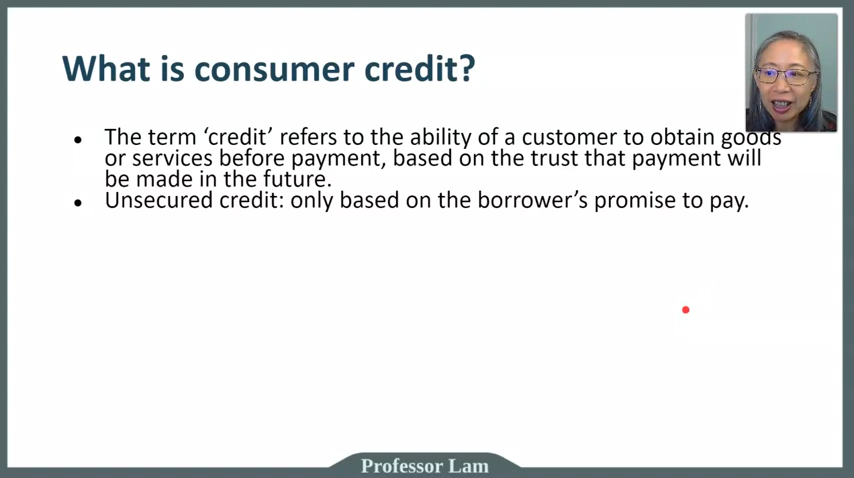 What is consumer credit?
● The term ‘credit’ refers to the ability of a customer to obtain goods
or services before payment, based on the trust that payment will
be made in the future.
● Unsecured credit: only based on the borrower’s promise to pay.
Professor Lam